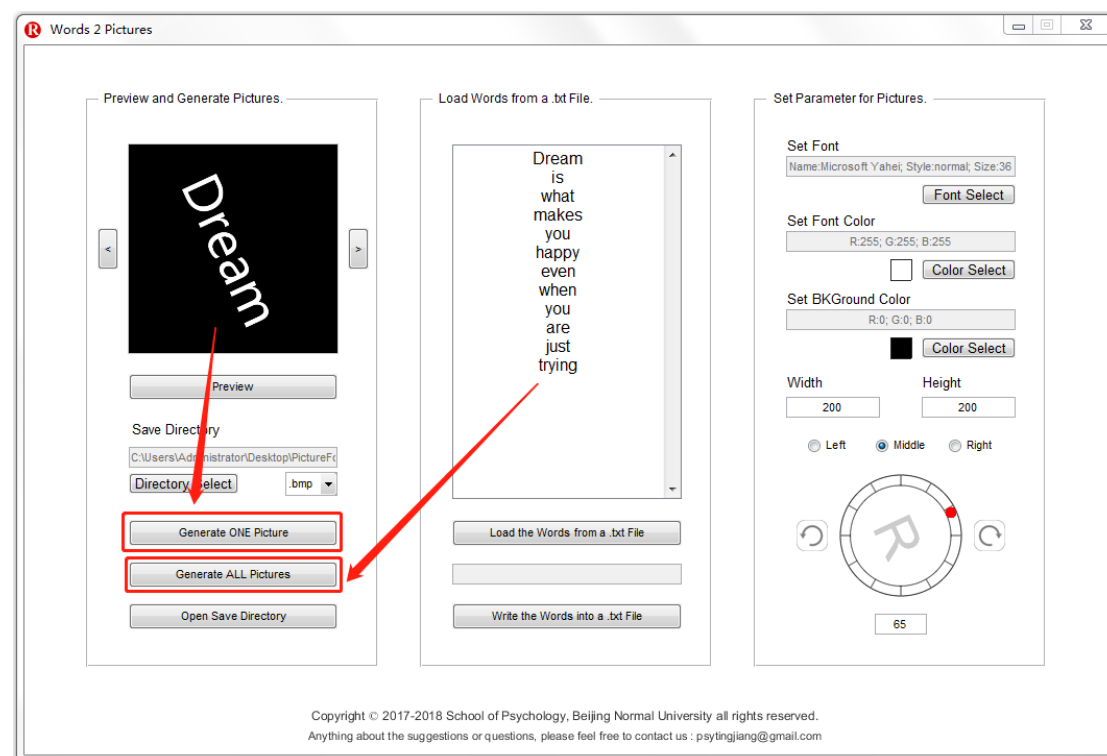 Words 2 Pictures
Preview and Generate Pictures.
Dream
<
>
Preview
Save Directory
C:\Users\Administrator\Desktop\PictureFo
Directory Select
.bmp
Generate ONE Picture
Generate ALL Pictures
Open Save Directory
Load Words from a .txt File.
Dream
is
what
makes
you
happy
even
when
you
are
just
trying
Load the Words from a .txt File
Write the Words into a .txt File
Set Parameter for Pictures.
Set Font
Name:Microsoft Yahei; Style:normal; Size:36
Font Select
Set Font Color
R:255; G:255; B:255
Color Select
Set BKGround Color
R:0; G:0; B:0
Color Select
Width Height
200 200
Left Middle Right
R
65
Copyright © 2017-2018 School of Psychology, Beijing Normal University all rights reserved.
Anything about the suggestions or questions, please feel free to contact us : psytingjiang@gmail.com